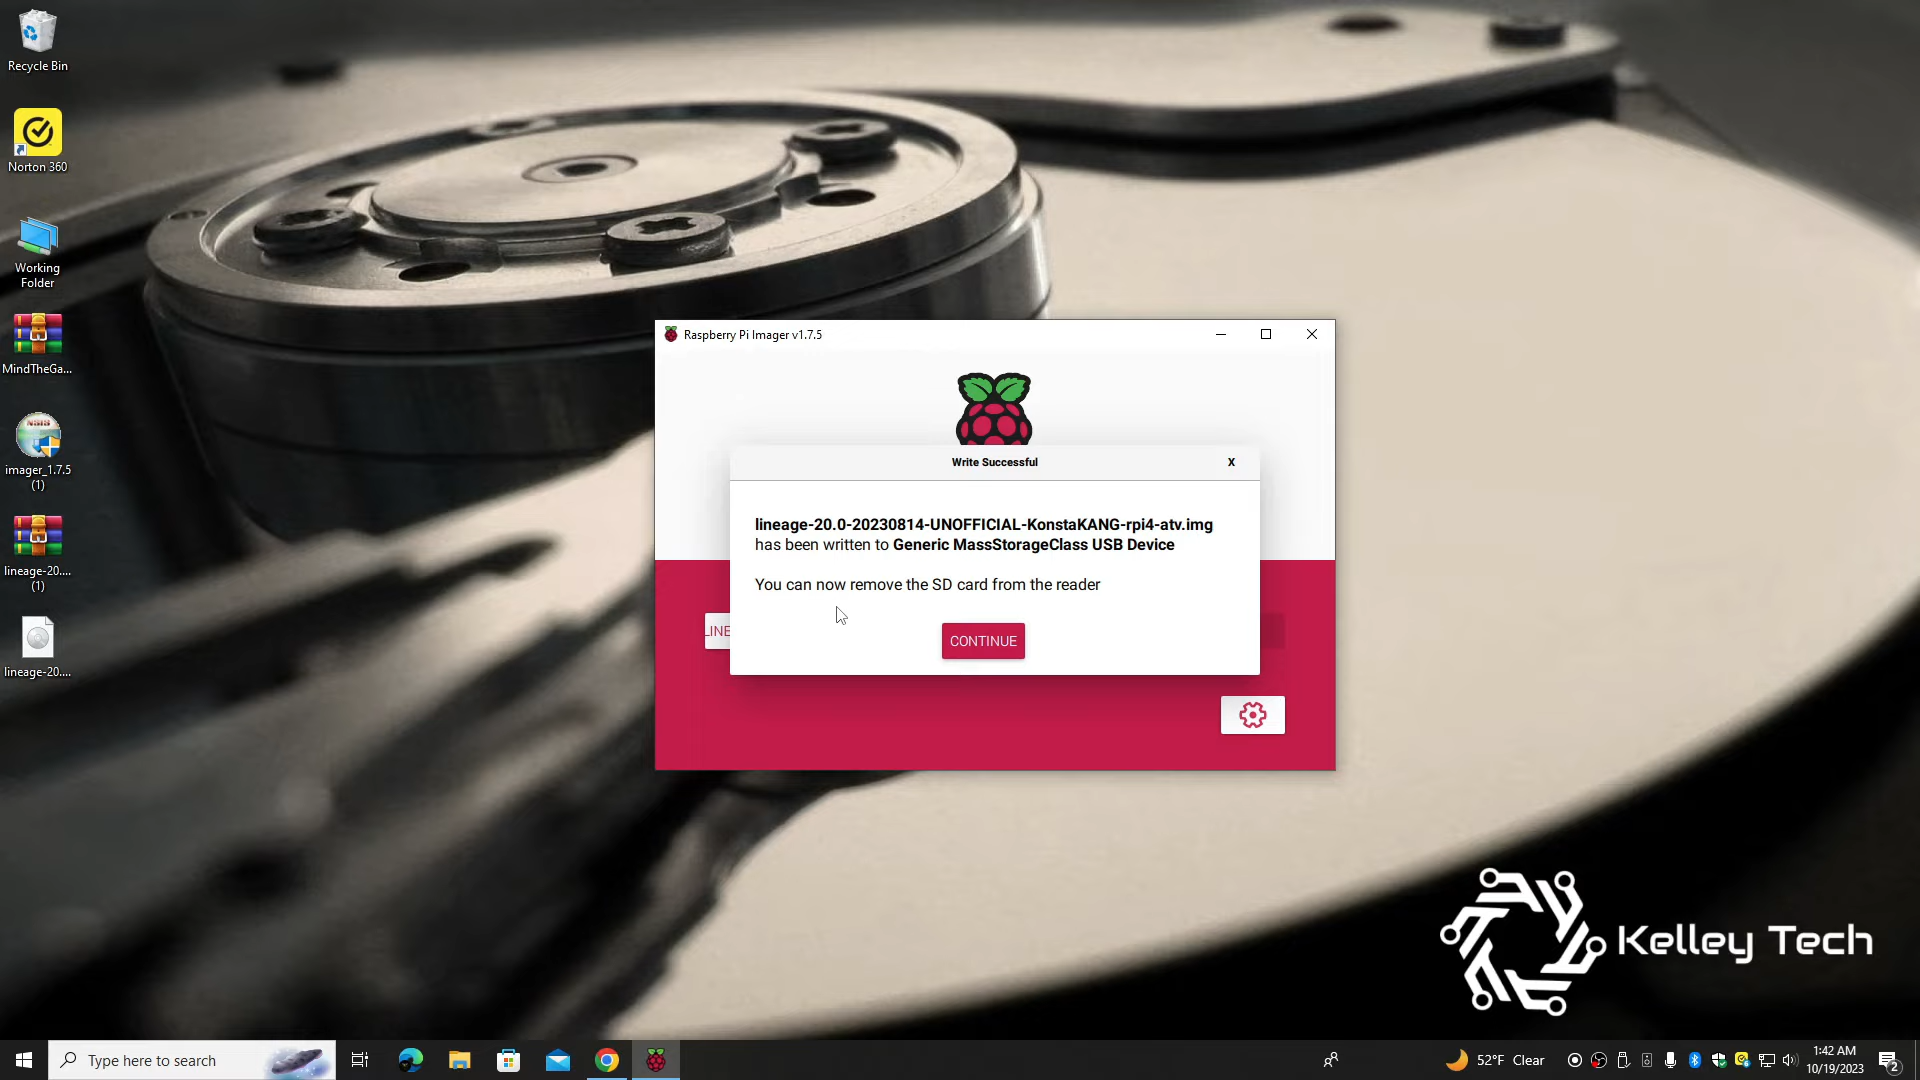 Recycle Bin
Norton 360
Working
Folder
MindTheGa...
NSIS
imager_1.7.5
(1)
lineage-20....
(1)
lineage-20....
Raspberry Pi Imager v1.7.5
Write Successful
X
lineage-20.0-20230814-UNOFFICIAL-KonstaKANG-rpi4-atv.img
has been written to Generic MassStorageClass USB Device
You can now remove the SD card from the reader
LINE
CONTINUE
Kelley Tech
Type here to search
52°F Clear
1:42 AM
10/19/2023
2